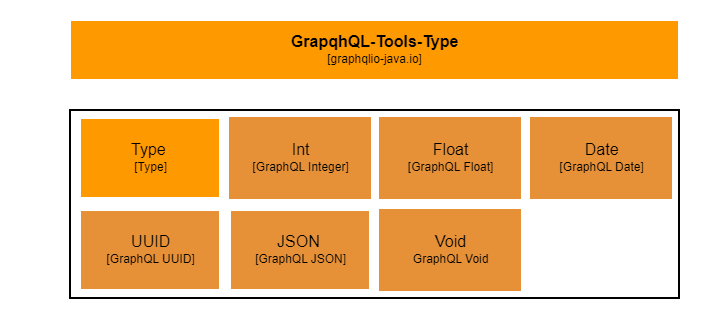 GrapqhQL-Tools-Type
[graphqlio-java.io]
Type
[Type]
Int
[GraphQL Integer]
Float
[GraphQL Float]
Date
[GraphQL Date]
UUID
[GraphQL UUID]
JSON
[GraphQL JSON]
Void
GraphQL Void